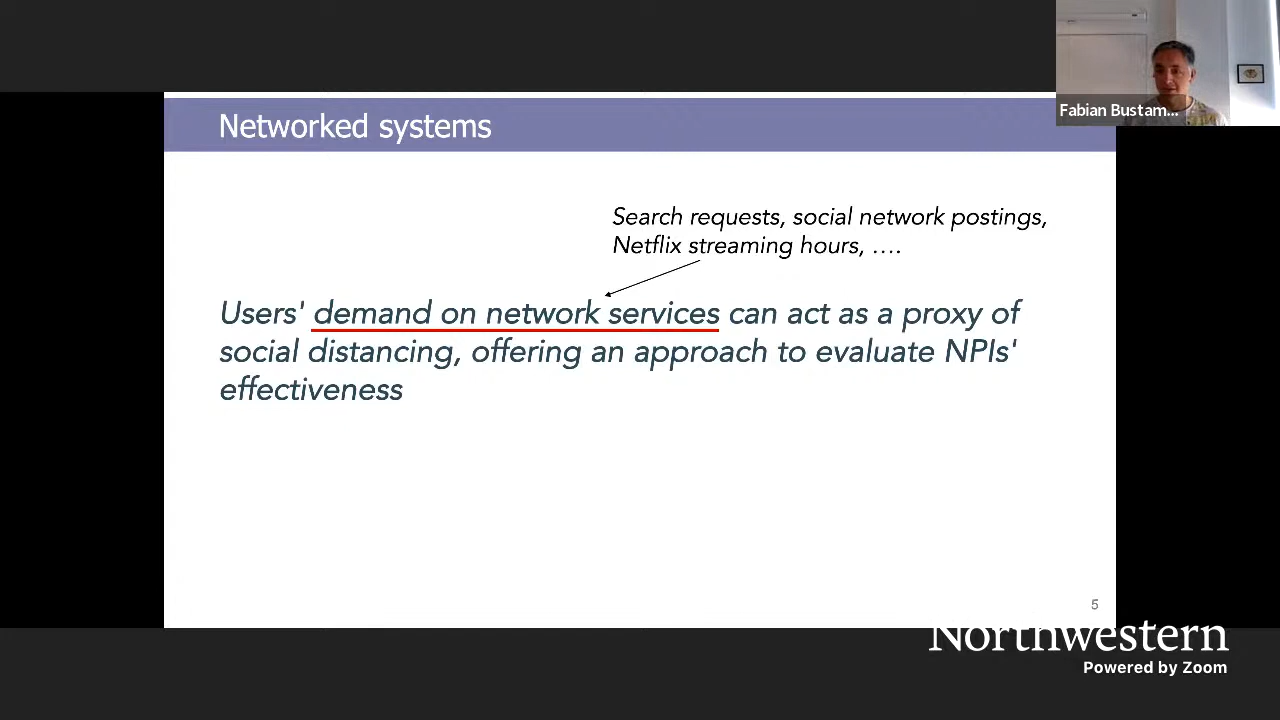 Fabian Bustam...
Networked systems
Search requests, social network postings,
Netflix streaming hours, ….
Users' demand on network services can act as a proxy of
social distancing, offering an approach to evaluate NPIs'
effectiveness
5
Northwestern
Powered by Zoom